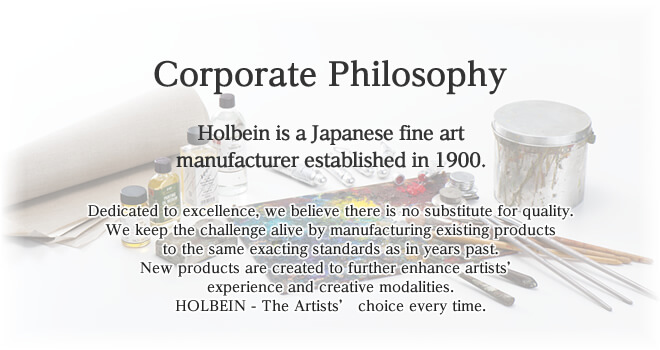 Corporate Philosophy
Holbein is a Japanese fine art
manufacturer established in 1900.
Dedicated to excellence, we believe there is no substitute for quality.
We keep the challenge alive by manufacturing existing products
to the same exacting standards as in years past.
New products are created to further enhance artists’
experience and creative modalities.
HOLBEIN - The Artists’ choice every time.